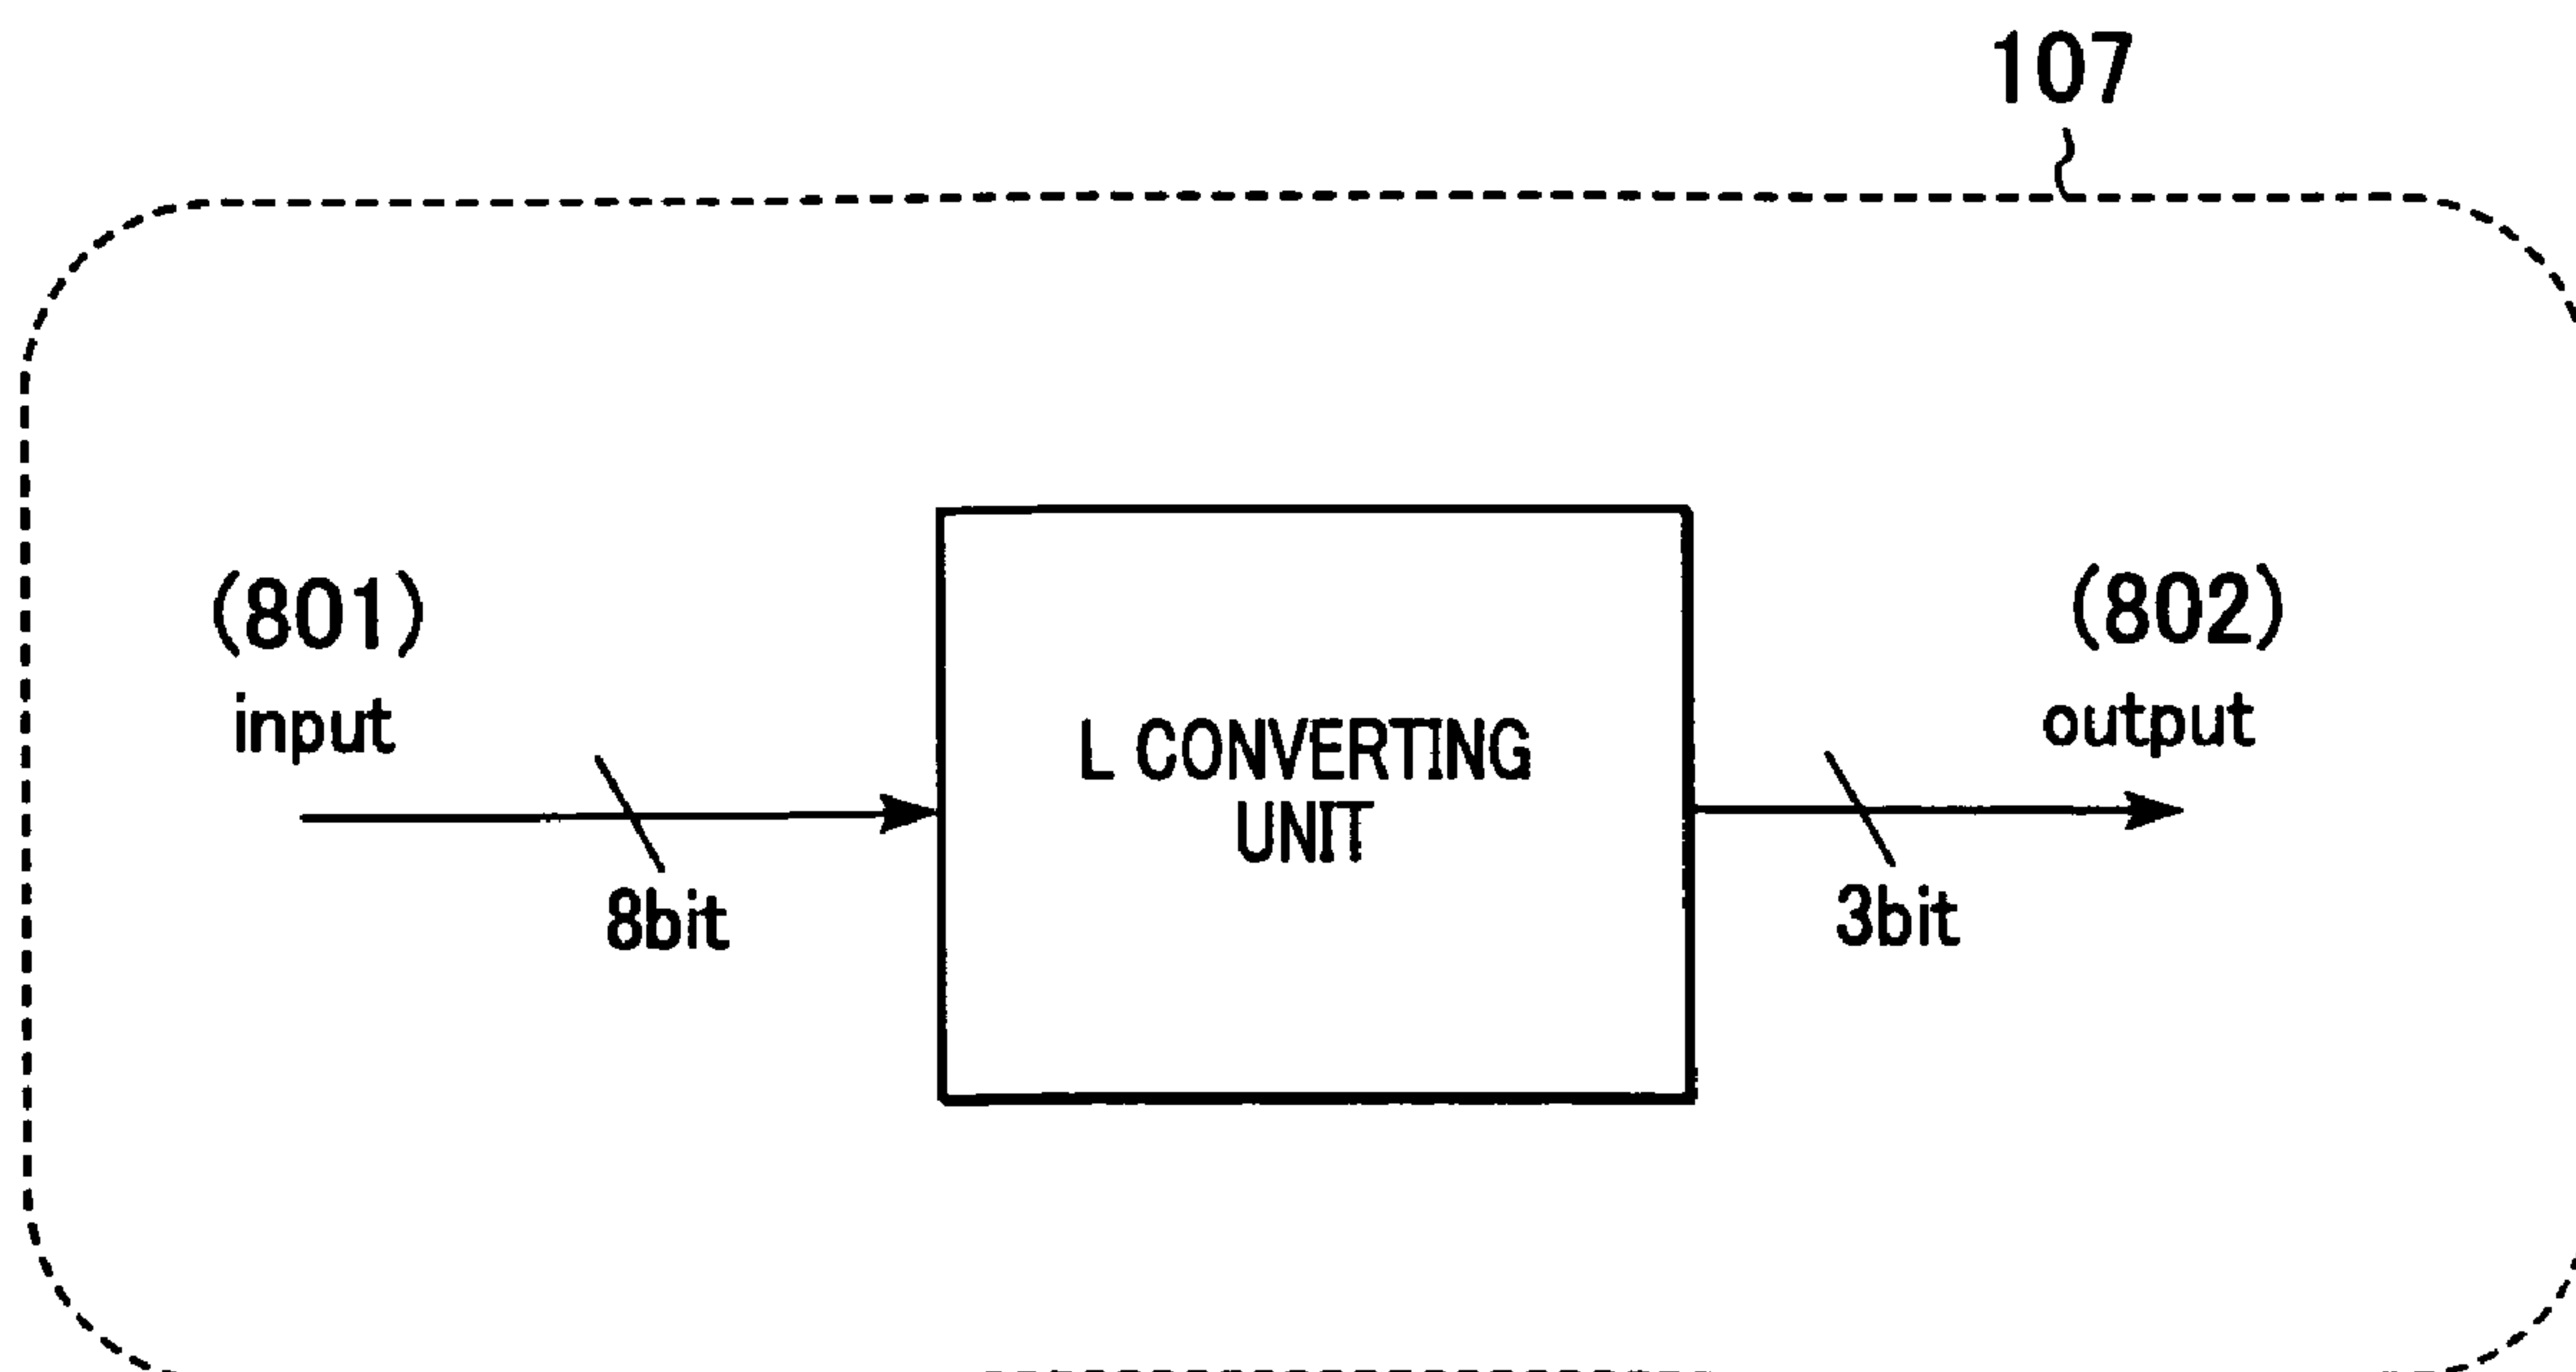 107
(801)
input
8bit
L CONVERTING
UNIT
(802)
output
3bit